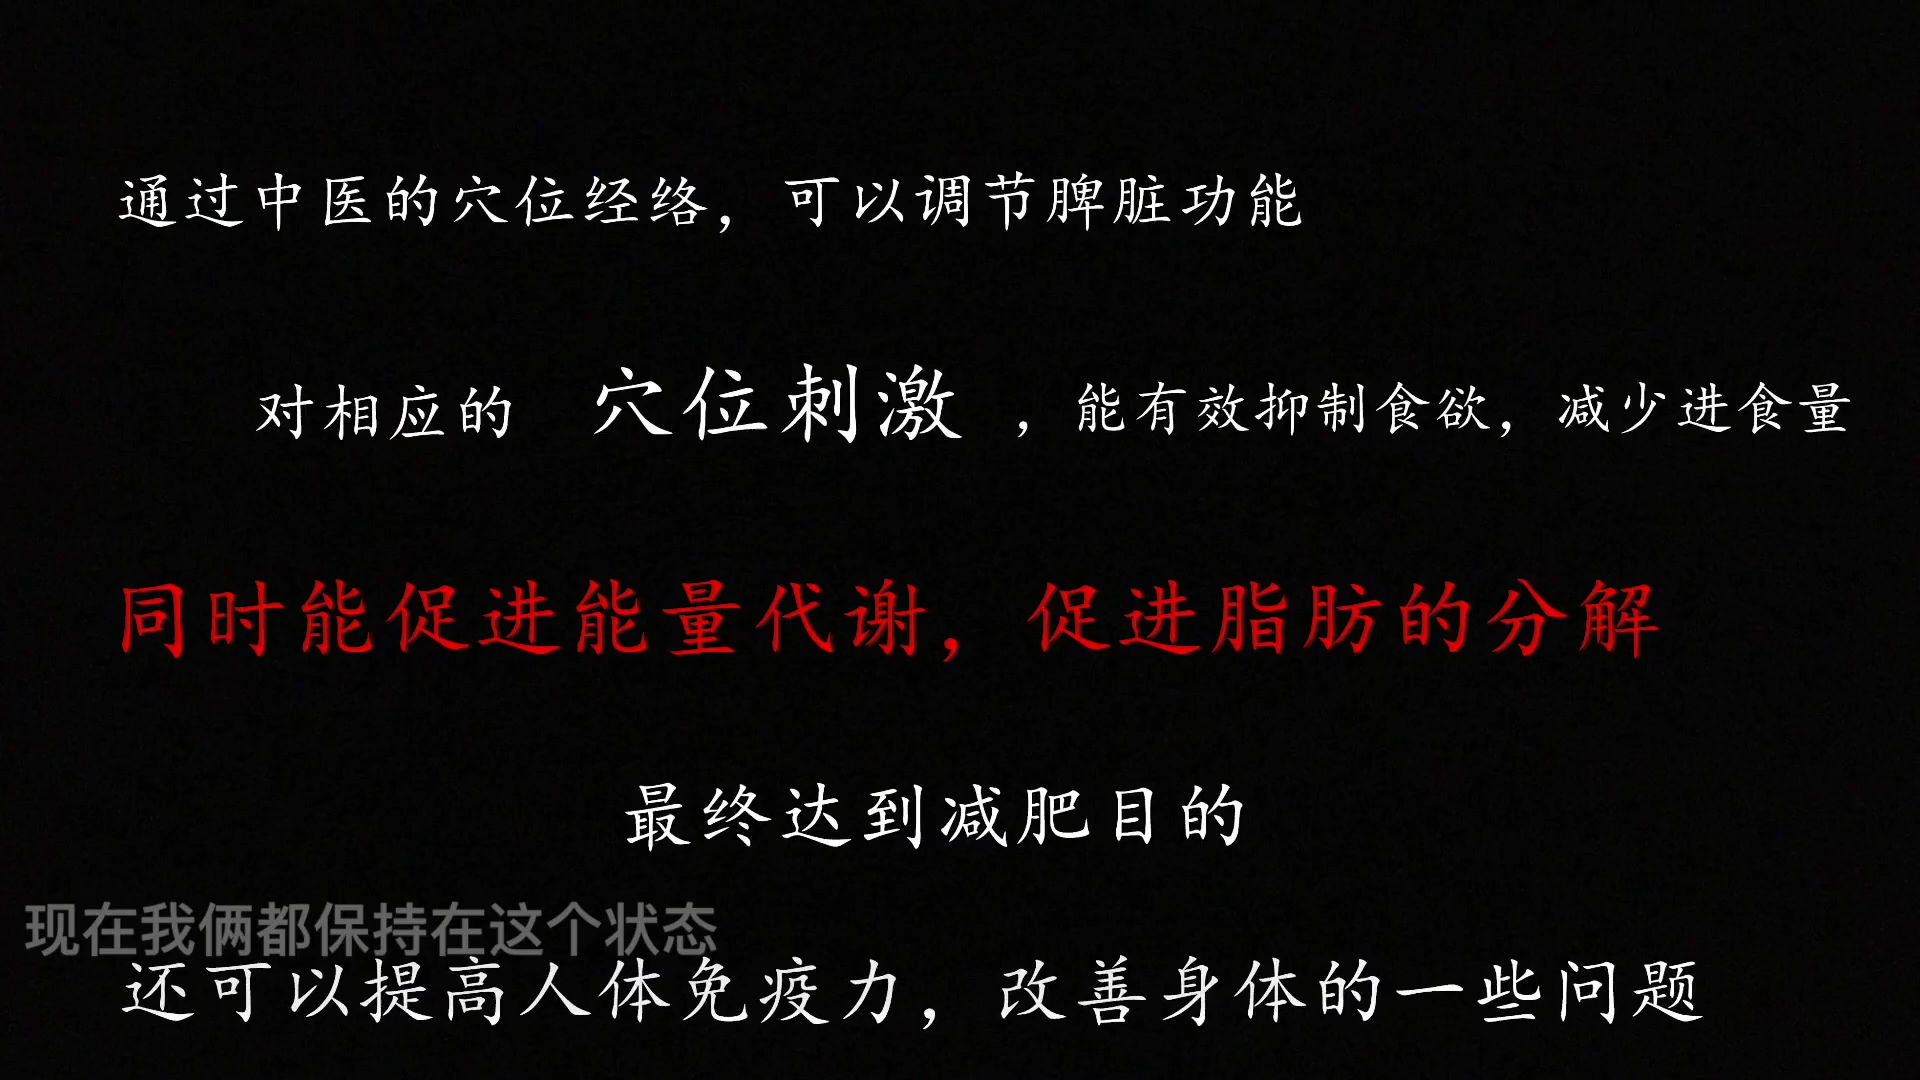 通过中医的穴位经络，可以调节脾脏功能
对相应的 穴位刺激 ，能有效抑制食欲，减少进食量
同时能促进能量代谢，促进脂肪的分解
最终达到减肥目的
现在我俩都保持在这个状态
还可以提高人体免疫力，改善身体的一些问题